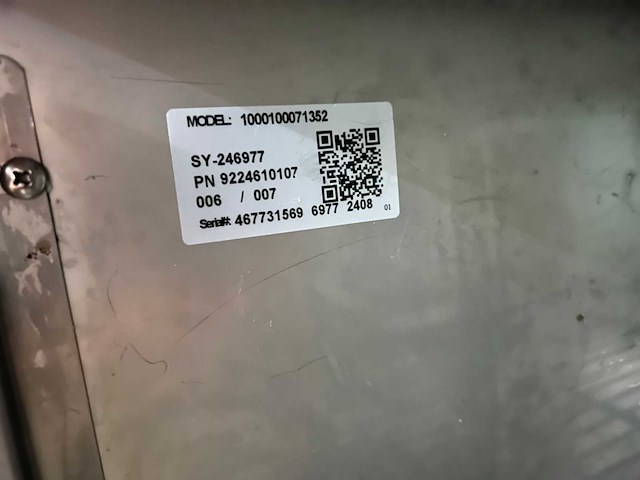 MODEL: 1000100071352
SY-246977
PN 9224610107
006 / 007
Serial#: 467731569 6977 2408 01